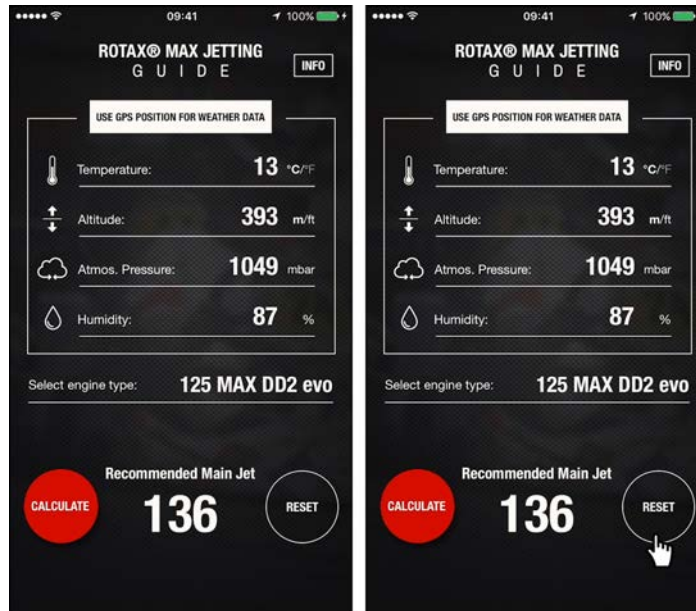 09:41
100%
ROTAX® MAX JETTING
GUIDE
INFO
USE GPS POSITION FOR WEATHER DATA
Temperature: 13 °C/°F
Altitude: 393 m/ft
Atmos. Pressure: 1049 mbar
Humidity: 87 %
Select engine type: 125 MAX DD2 evo
Recommended Main Jet
CALCULATE 136 RESET
09:41
100%
ROTAX® MAX JETTING
GUIDE
INFO
USE GPS POSITION FOR WEATHER DATA
Temperature: 13 °C/°F
Altitude: 393 m/ft
Atmos. Pressure: 1049 mbar
Humidity: 87 %
Select engine type: 125 MAX DD2 evo
Recommended Main Jet
CALCULATE 136 RESET